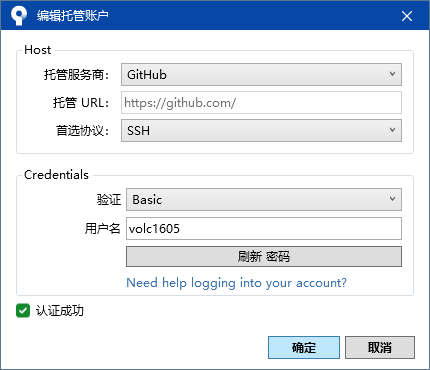 编辑托管账户
Host
托管服务商： GitHub
托管 URL： https://github.com/
首选协议： SSH
Credentials
验证 Basic
用户名 volc1605
刷新 密码
Need help logging into your account?
认证成功
确定 取消